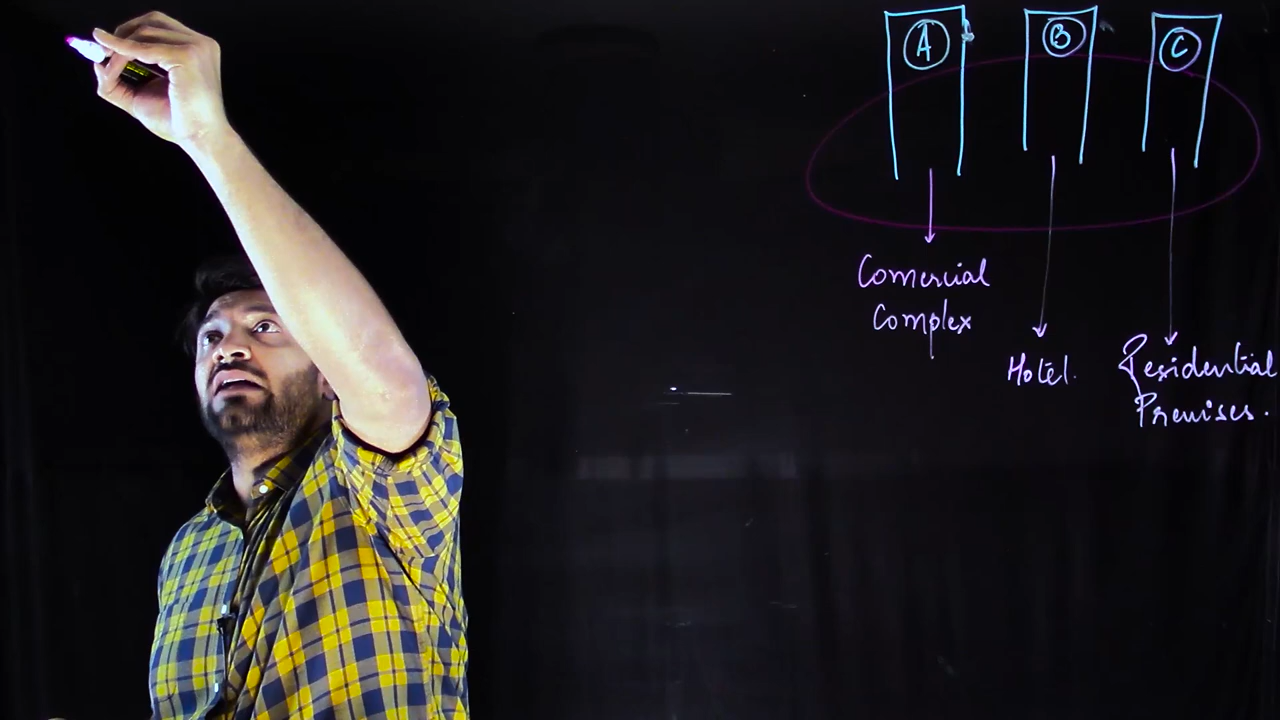 A B C
Comercial
Complex
Hotel.
Residential
Premises.